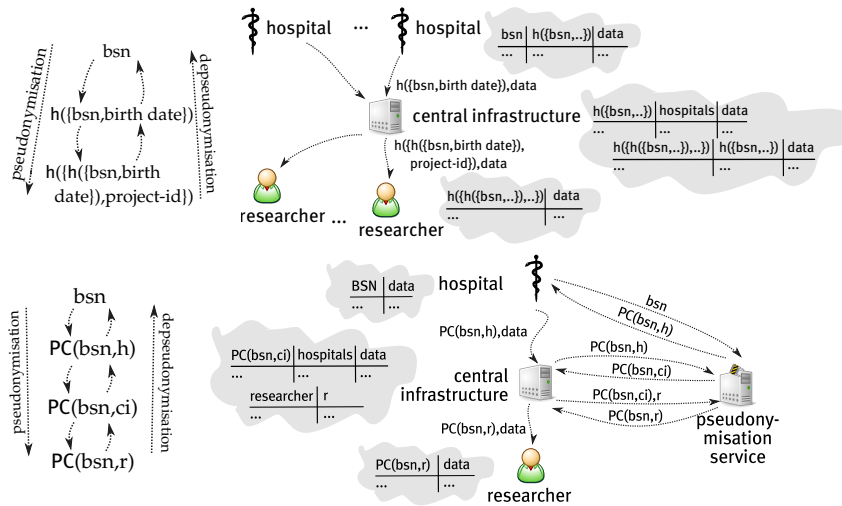 pseudonymisation
bsn
h({bsn,birth date})
h({h({bsn,birth
date}),project-id})
depseudonymisation
hospital ... hospital
bsn h({bsn,..}) data
... ... ...
h({bsn,birth date}),data
central infrastructure
h({bsn,..}) hospitals data
... ... ...
h({h({bsn,..}),..}) h({bsn,..}) data
... ... ...
h({h({bsn,birth date}),
project-id}),data
researcher ... researcher
h({h({bsn,..}),..}) data
... ...
pseudonymisation
bsn
PC(bsn,h)
PC(bsn,ci)
PC(bsn,r)
depseudonymisation
BSN data
... ...
hospital
bsn
PC(bsn,h)
PC(bsn,h),data
PC(bsn,ci) hospitals data
... ... ...
researcher r
... ...
central
infrastructure
PC(bsn,h)
PC(bsn,ci)
PC(bsn,ci),r
PC(bsn,r)
pseudony-
misation
service
PC(bsn,r),data
PC(bsn,r) data
... ...
researcher